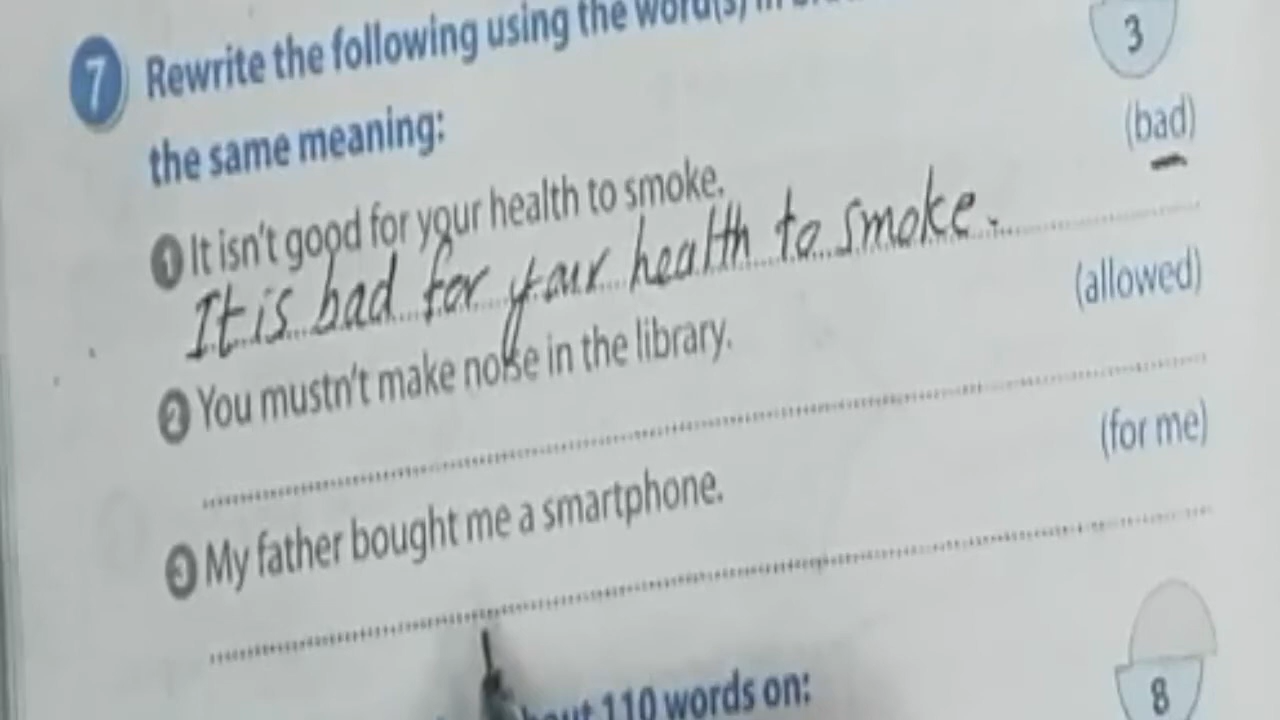 7 Rewrite the following using the word(s) in
3
the same meaning:
(bad)
1 It isn't good for your health to smoke.
It is bad for your health to smoke.
(allowed)
2 You mustn't make noise in the library.
(for me)
3 My father bought me a smartphone.
110 words on:
8